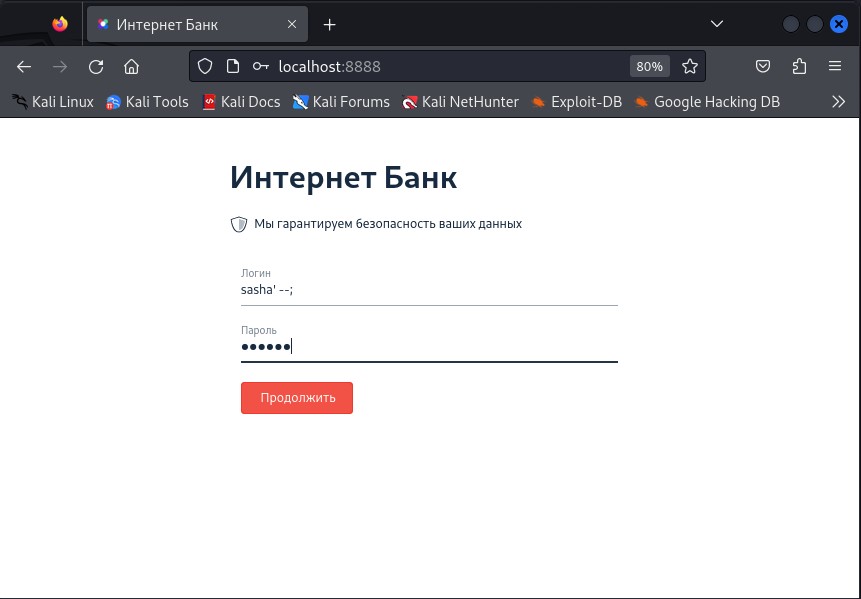 Интернет Банк
localhost:8888
80%
Kali Linux Kali Tools Kali Docs Kali Forums Kali NetHunter Exploit-DB Google Hacking DB
Интернет Банк
Мы гарантируем безопасность ваших данных
Логин
sasha' --;
Пароль
••••••
Продолжить